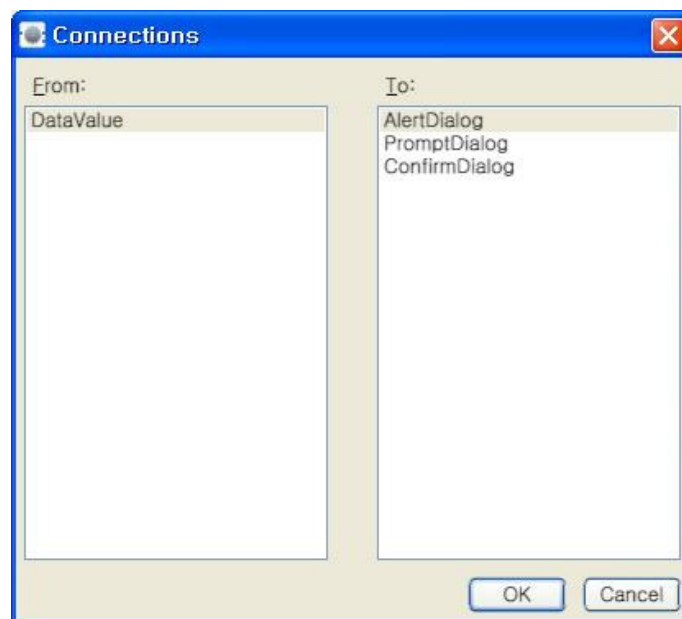 Connections
From:
DataValue
To:
AlertDialog
PromptDialog
ConfirmDialog
OK
Cancel